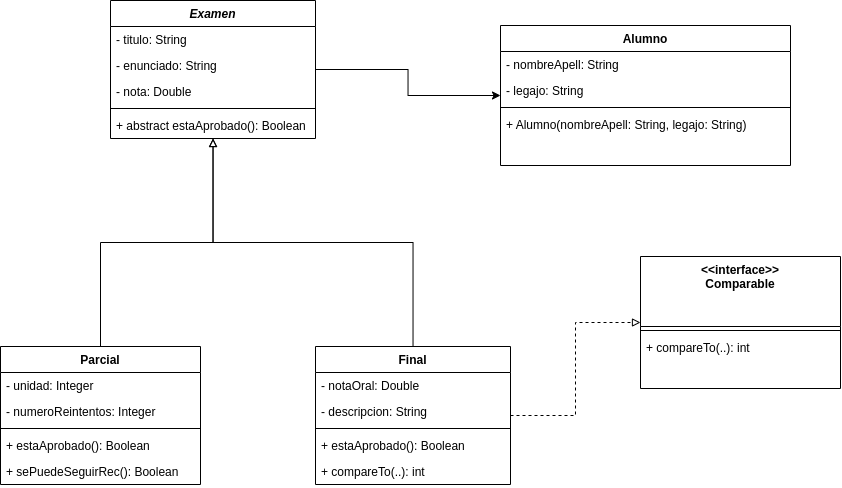 Examen
- titulo: String
- enunciado: String
- nota: Double
+ abstract estaAprobado(): Boolean
Alumno
- nombreApell: String
- legajo: String
+ Alumno(nombreApell: String, legajo: String)
<<interface>>
Comparable
+ compareTo(..): int
Parcial
- unidad: Integer
- numeroReintentos: Integer
+ estaAprobado(): Boolean
+ sePuedeSeguirRec(): Boolean
Final
- notaOral: Double
- descripcion: String
+ estaAprobado(): Boolean
+ compareTo(..): int